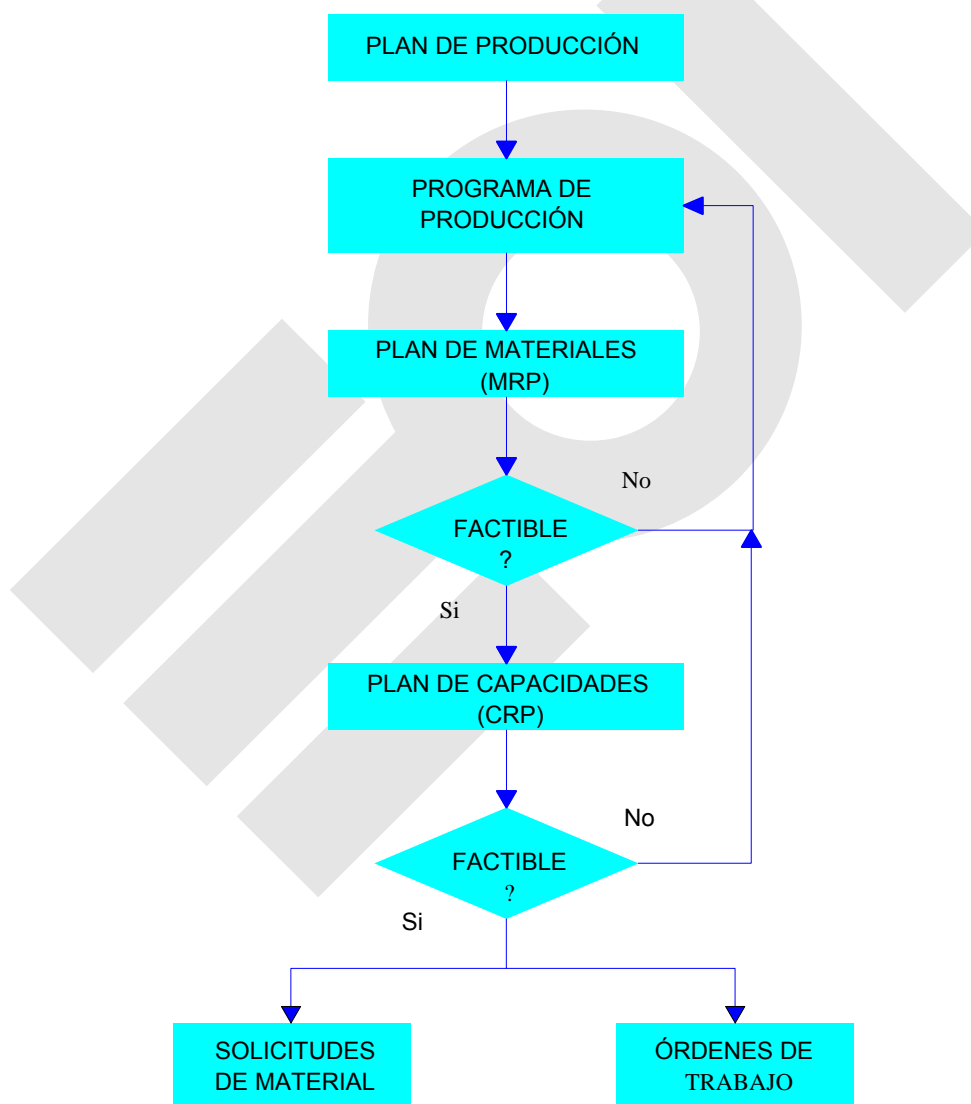 PLAN DE PRODUCCIÓN
PROGRAMA DE
PRODUCCIÓN
PLAN DE MATERIALES
(MRP)
No
FACTIBLE
?
Si
PLAN DE CAPACIDADES
(CRP)
No
FACTIBLE
?
Si
SOLICITUDES
DE MATERIAL
ÓRDENES DE
TRABAJO